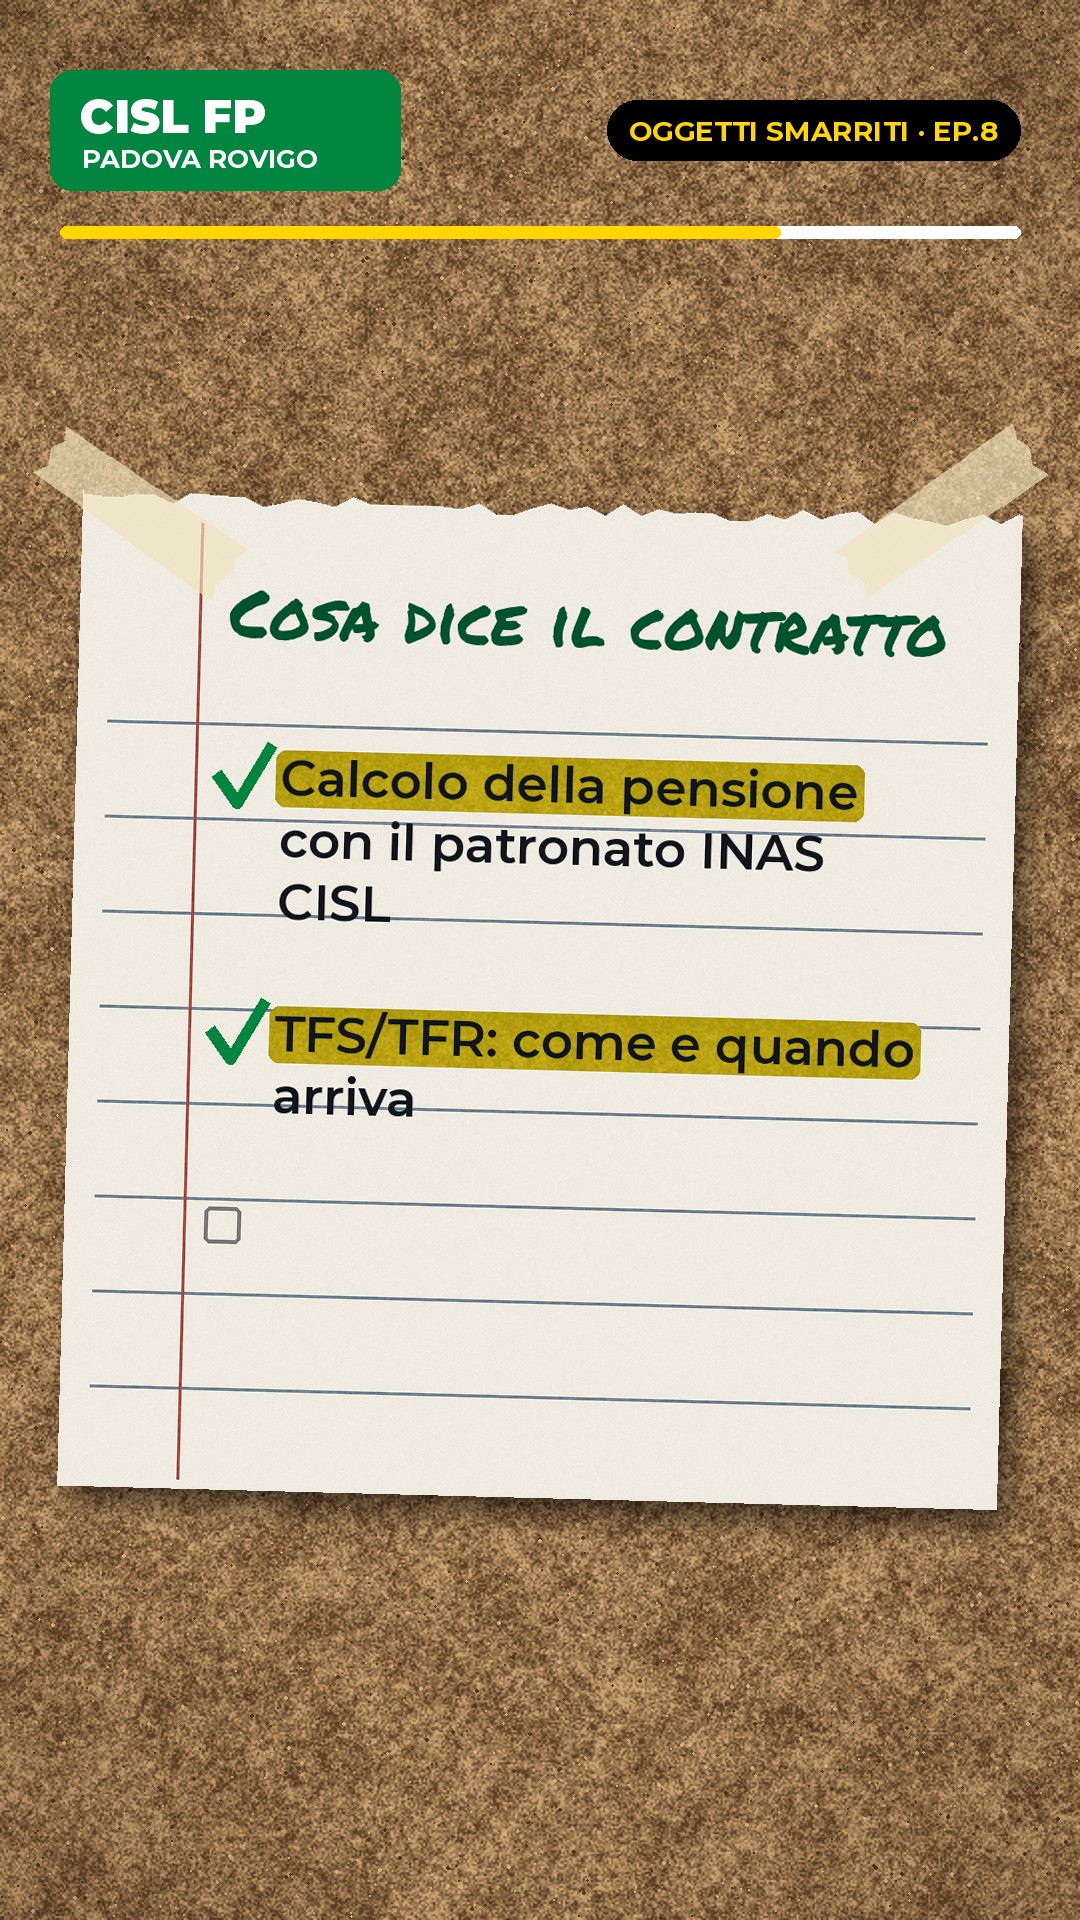 CISL FP
PADOVA ROVIGO
OGGETTI SMARRITI · EP.8
COSA DICE IL CONTRATTO
Calcolo della pensione
con il patronato INAS
CISL
TFS/TFR: come e quando
arriva